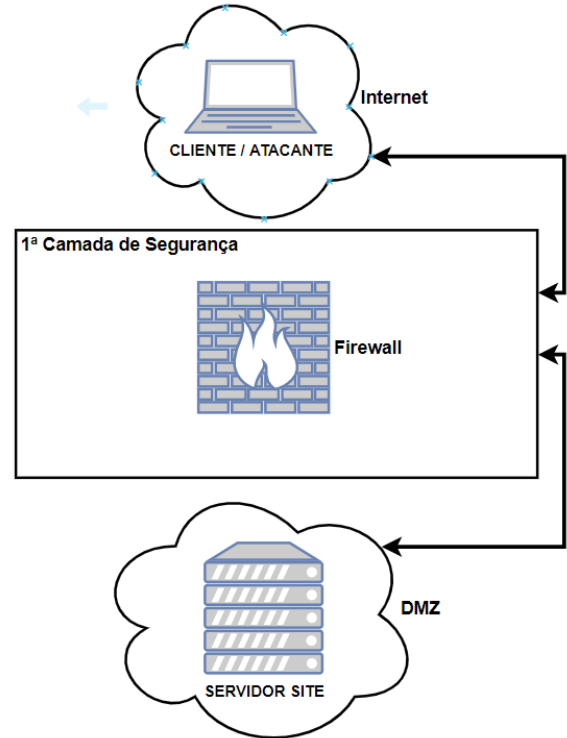 Internet
CLIENTE / ATACANTE
1ª Camada de Segurança
Firewall
DMZ
SERVIDOR SITE